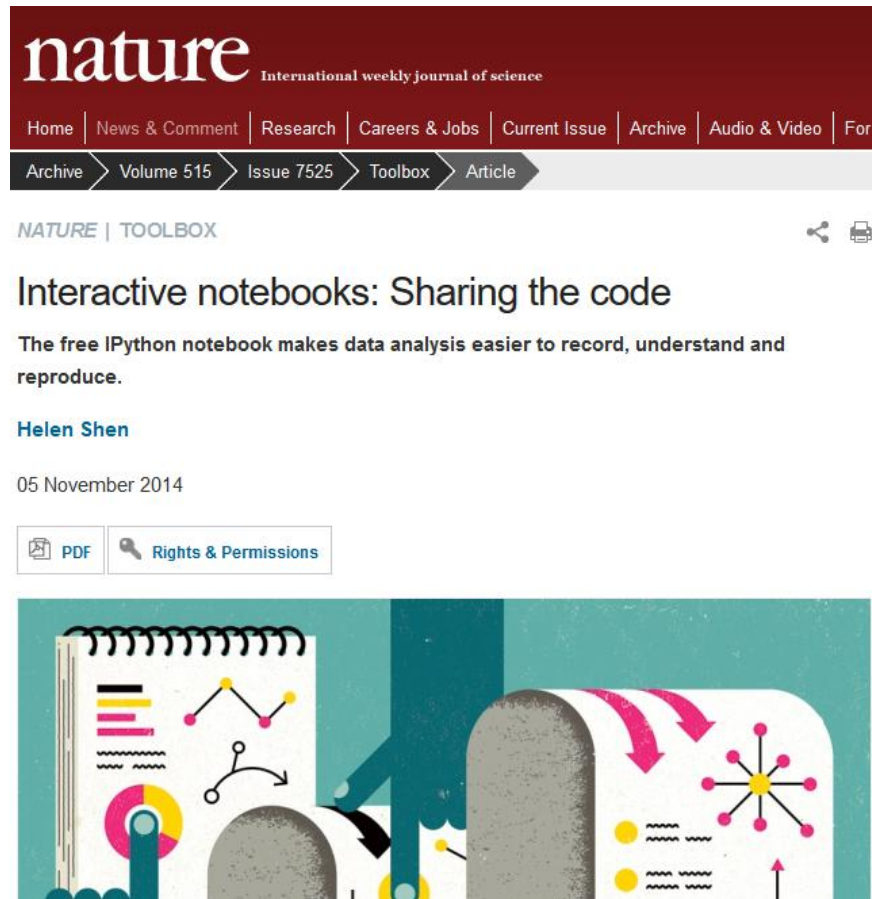 nature International weekly journal of science
Home News & Comment Research Careers & Jobs Current Issue Archive Audio & Video For
Archive Volume 515 Issue 7525 Toolbox Article
NATURE | TOOLBOX
Interactive notebooks: Sharing the code
The free IPython notebook makes data analysis easier to record, understand and
reproduce.
Helen Shen
05 November 2014
PDF Rights & Permissions